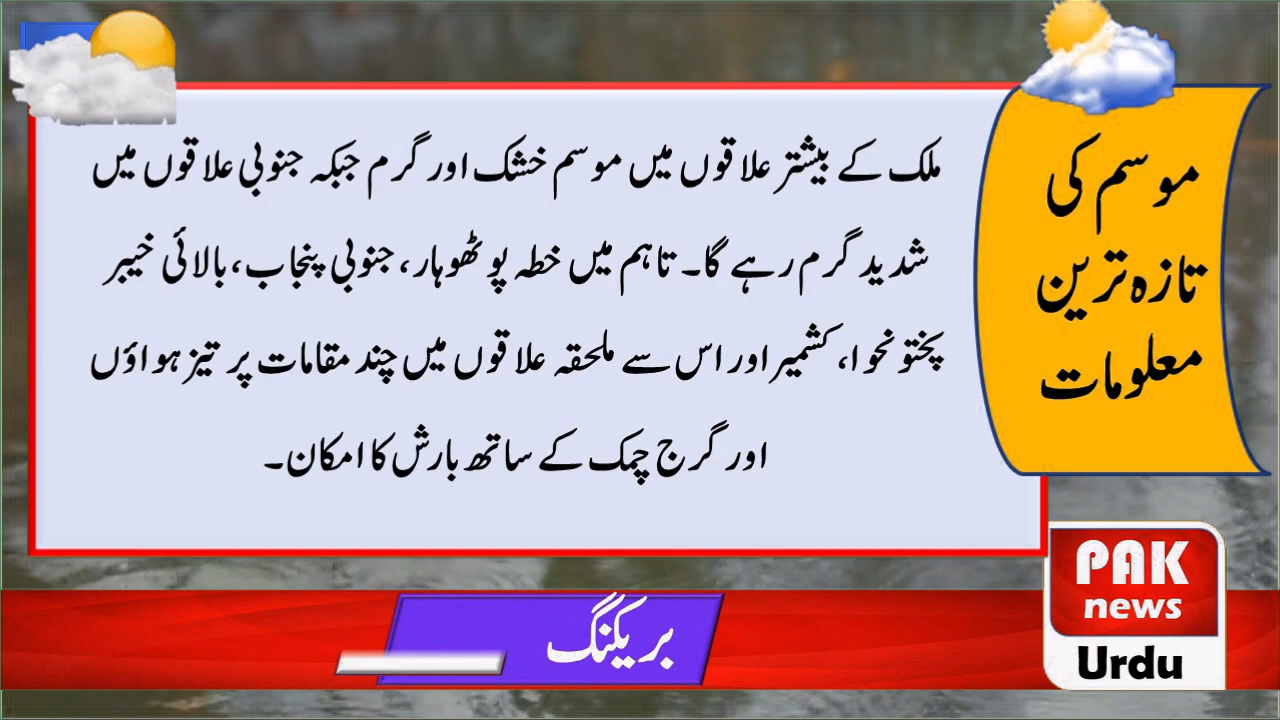 موسم کی
تازہ ترین
معلومات
ملک کے بیشتر علاقوں میں موسم خشک اور گرم جبکہ جنوبی علاقوں میں
شدید گرم رہے گا۔ تاہم میں خطہ پوٹھوہار، جنوبی پنجاب، بالائی خیبر
پختونحوا، کشمیر اور اس سے ملحقہ علاقوں میں چند مقامات پر تیز ہواؤں
اور گرج چمک کے ساتھ بارش کا امکان۔
بریکنگ
PAK
news
Urdu